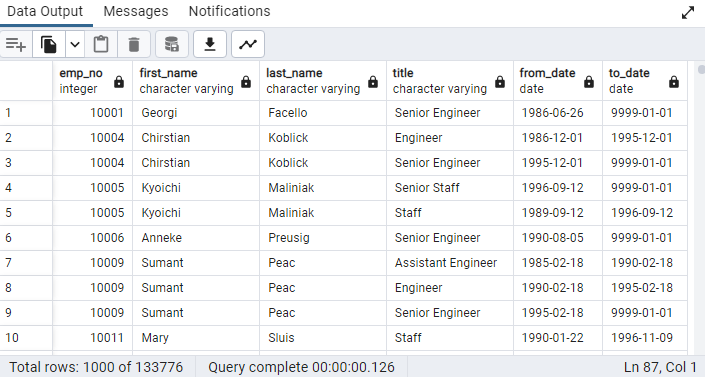 Data Output Messages Notifications
emp_no first_name last_name title from_date to_date
integer character varying character varying character varying date date
1 10001 Georgi Facello Senior Engineer 1986-06-26 9999-01-01
2 10004 Chirstian Koblick Engineer 1986-12-01 1995-12-01
3 10004 Chirstian Koblick Senior Engineer 1995-12-01 9999-01-01
4 10005 Kyoichi Maliniak Senior Staff 1996-09-12 9999-01-01
5 10005 Kyoichi Maliniak Staff 1989-09-12 1996-09-12
6 10006 Anneke Preusig Senior Engineer 1990-08-05 9999-01-01
7 10009 Sumant Peac Assistant Engineer 1985-02-18 1990-02-18
8 10009 Sumant Peac Engineer 1990-02-18 1995-02-18
9 10009 Sumant Peac Senior Engineer 1995-02-18 9999-01-01
10 10011 Mary Sluis Staff 1990-01-22 1996-11-09
Total rows: 1000 of 133776 Query complete 00:00:00.126 Ln 87, Col 1